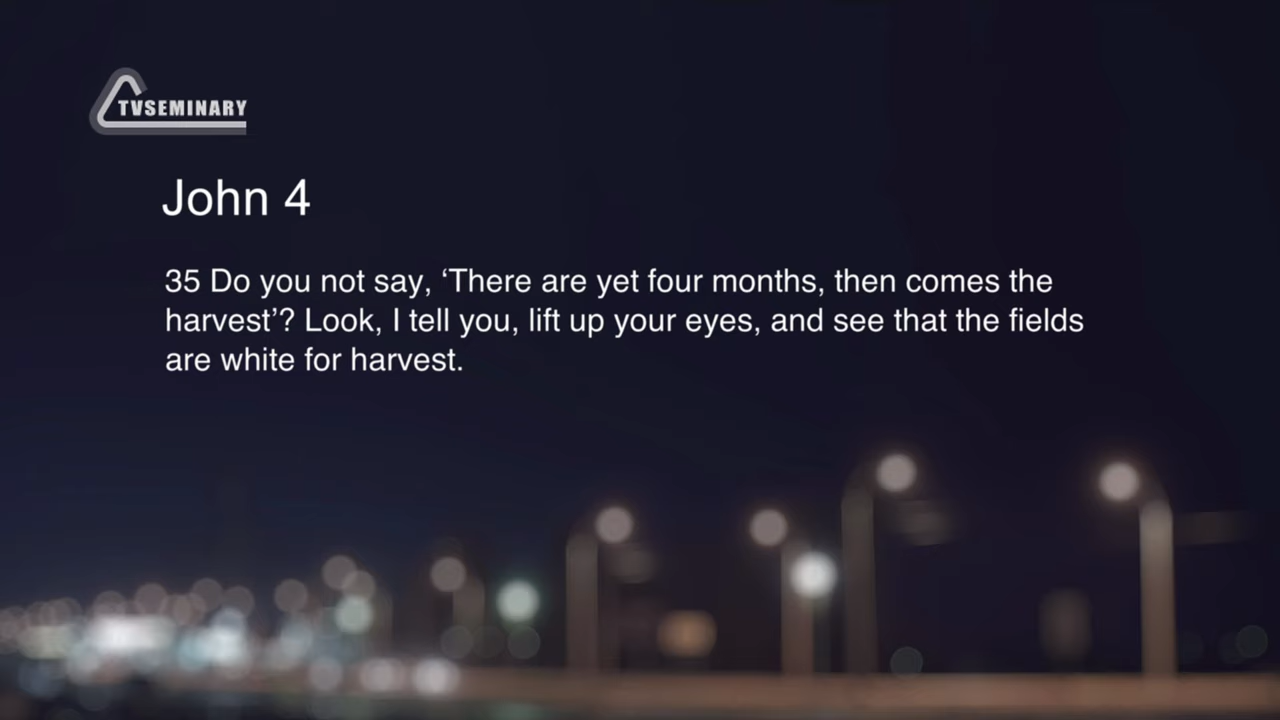 TVSEMINARY
John 4
35 Do you not say, ‘There are yet four months, then comes the
harvest’? Look, I tell you, lift up your eyes, and see that the fields
are white for harvest.